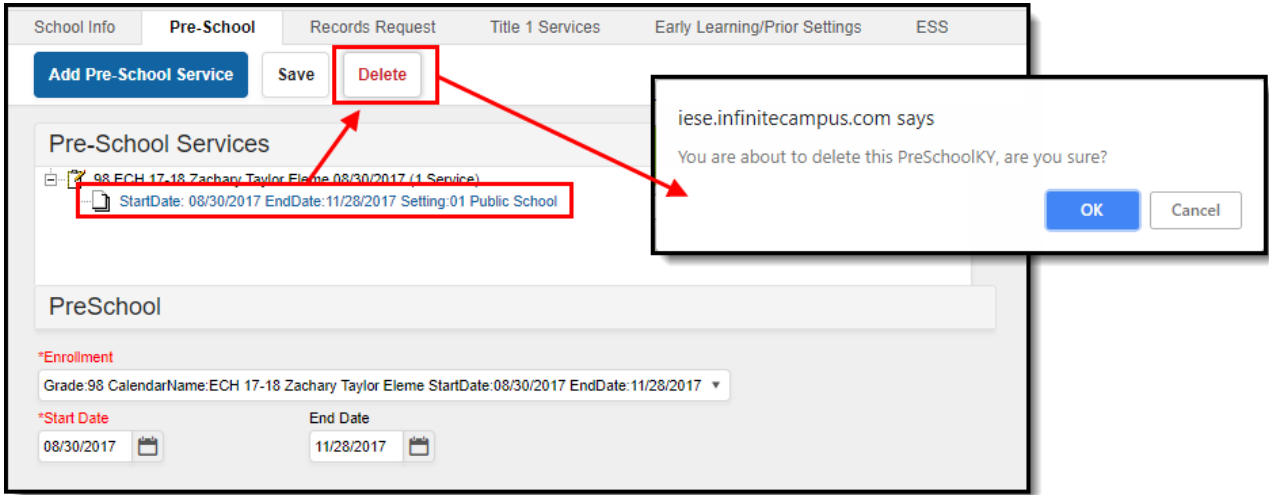 School Info Pre-School Records Request Title 1 Services Early Learning/Prior Settings ESS
Add Pre-School Service Save Delete
iese.infinitecampus.com says
You are about to delete this PreSchoolKY, are you sure?
OK Cancel
Pre-School Services
98 ECH 17-18 Zachary Taylor Eleme 08/30/2017 (1 Service)
StartDate: 08/30/2017 EndDate:11/28/2017 Setting:01 Public School
PreSchool
*Enrollment
Grade:98 CalendarName:ECH 17-18 Zachary Taylor Eleme StartDate:08/30/2017 EndDate:11/28/2017
*Start Date End Date
08/30/2017 11/28/2017